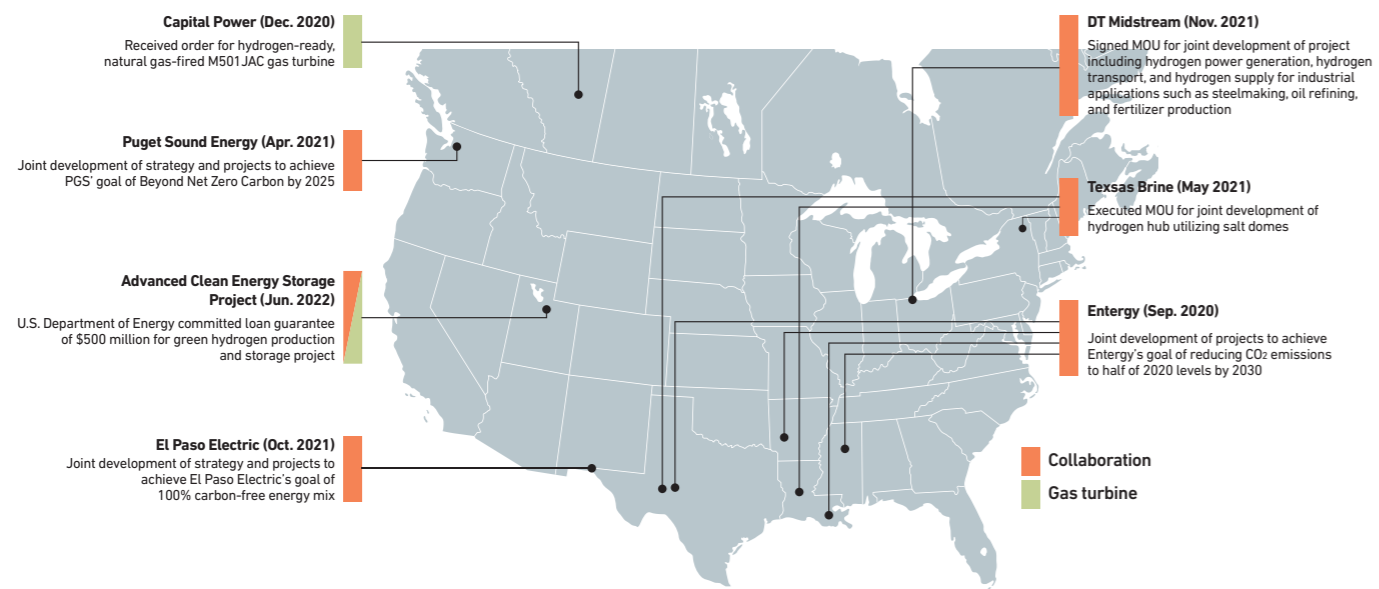 Capital Power (Dec. 2020)
Received order for hydrogen-ready,
natural gas-fired M501JAC gas turbine
Puget Sound Energy (Apr. 2021)
Joint development of strategy and projects to achieve
PGS' goal of Beyond Net Zero Carbon by 2025
Advanced Clean Energy Storage
Project (Jun. 2022)
U.S. Department of Energy committed loan guarantee
of $500 million for green hydrogen production
and storage project
El Paso Electric (Oct. 2021)
Joint development of strategy and projects to
achieve El Paso Electric's goal of
100% carbon-free energy mix
DT Midstream (Nov. 2021)
Signed MOU for joint development of project
including hydrogen power generation, hydrogen
transport, and hydrogen supply for industrial
applications such as steelmaking, oil refining,
and fertilizer production
Texsas Brine (May 2021)
Executed MOU for joint development of
hydrogen hub utilizing salt domes
Entergy (Sep. 2020)
Joint development of projects to achieve
Entergy's goal of reducing CO2 emissions
to half of 2020 levels by 2030
Collaboration
Gas turbine